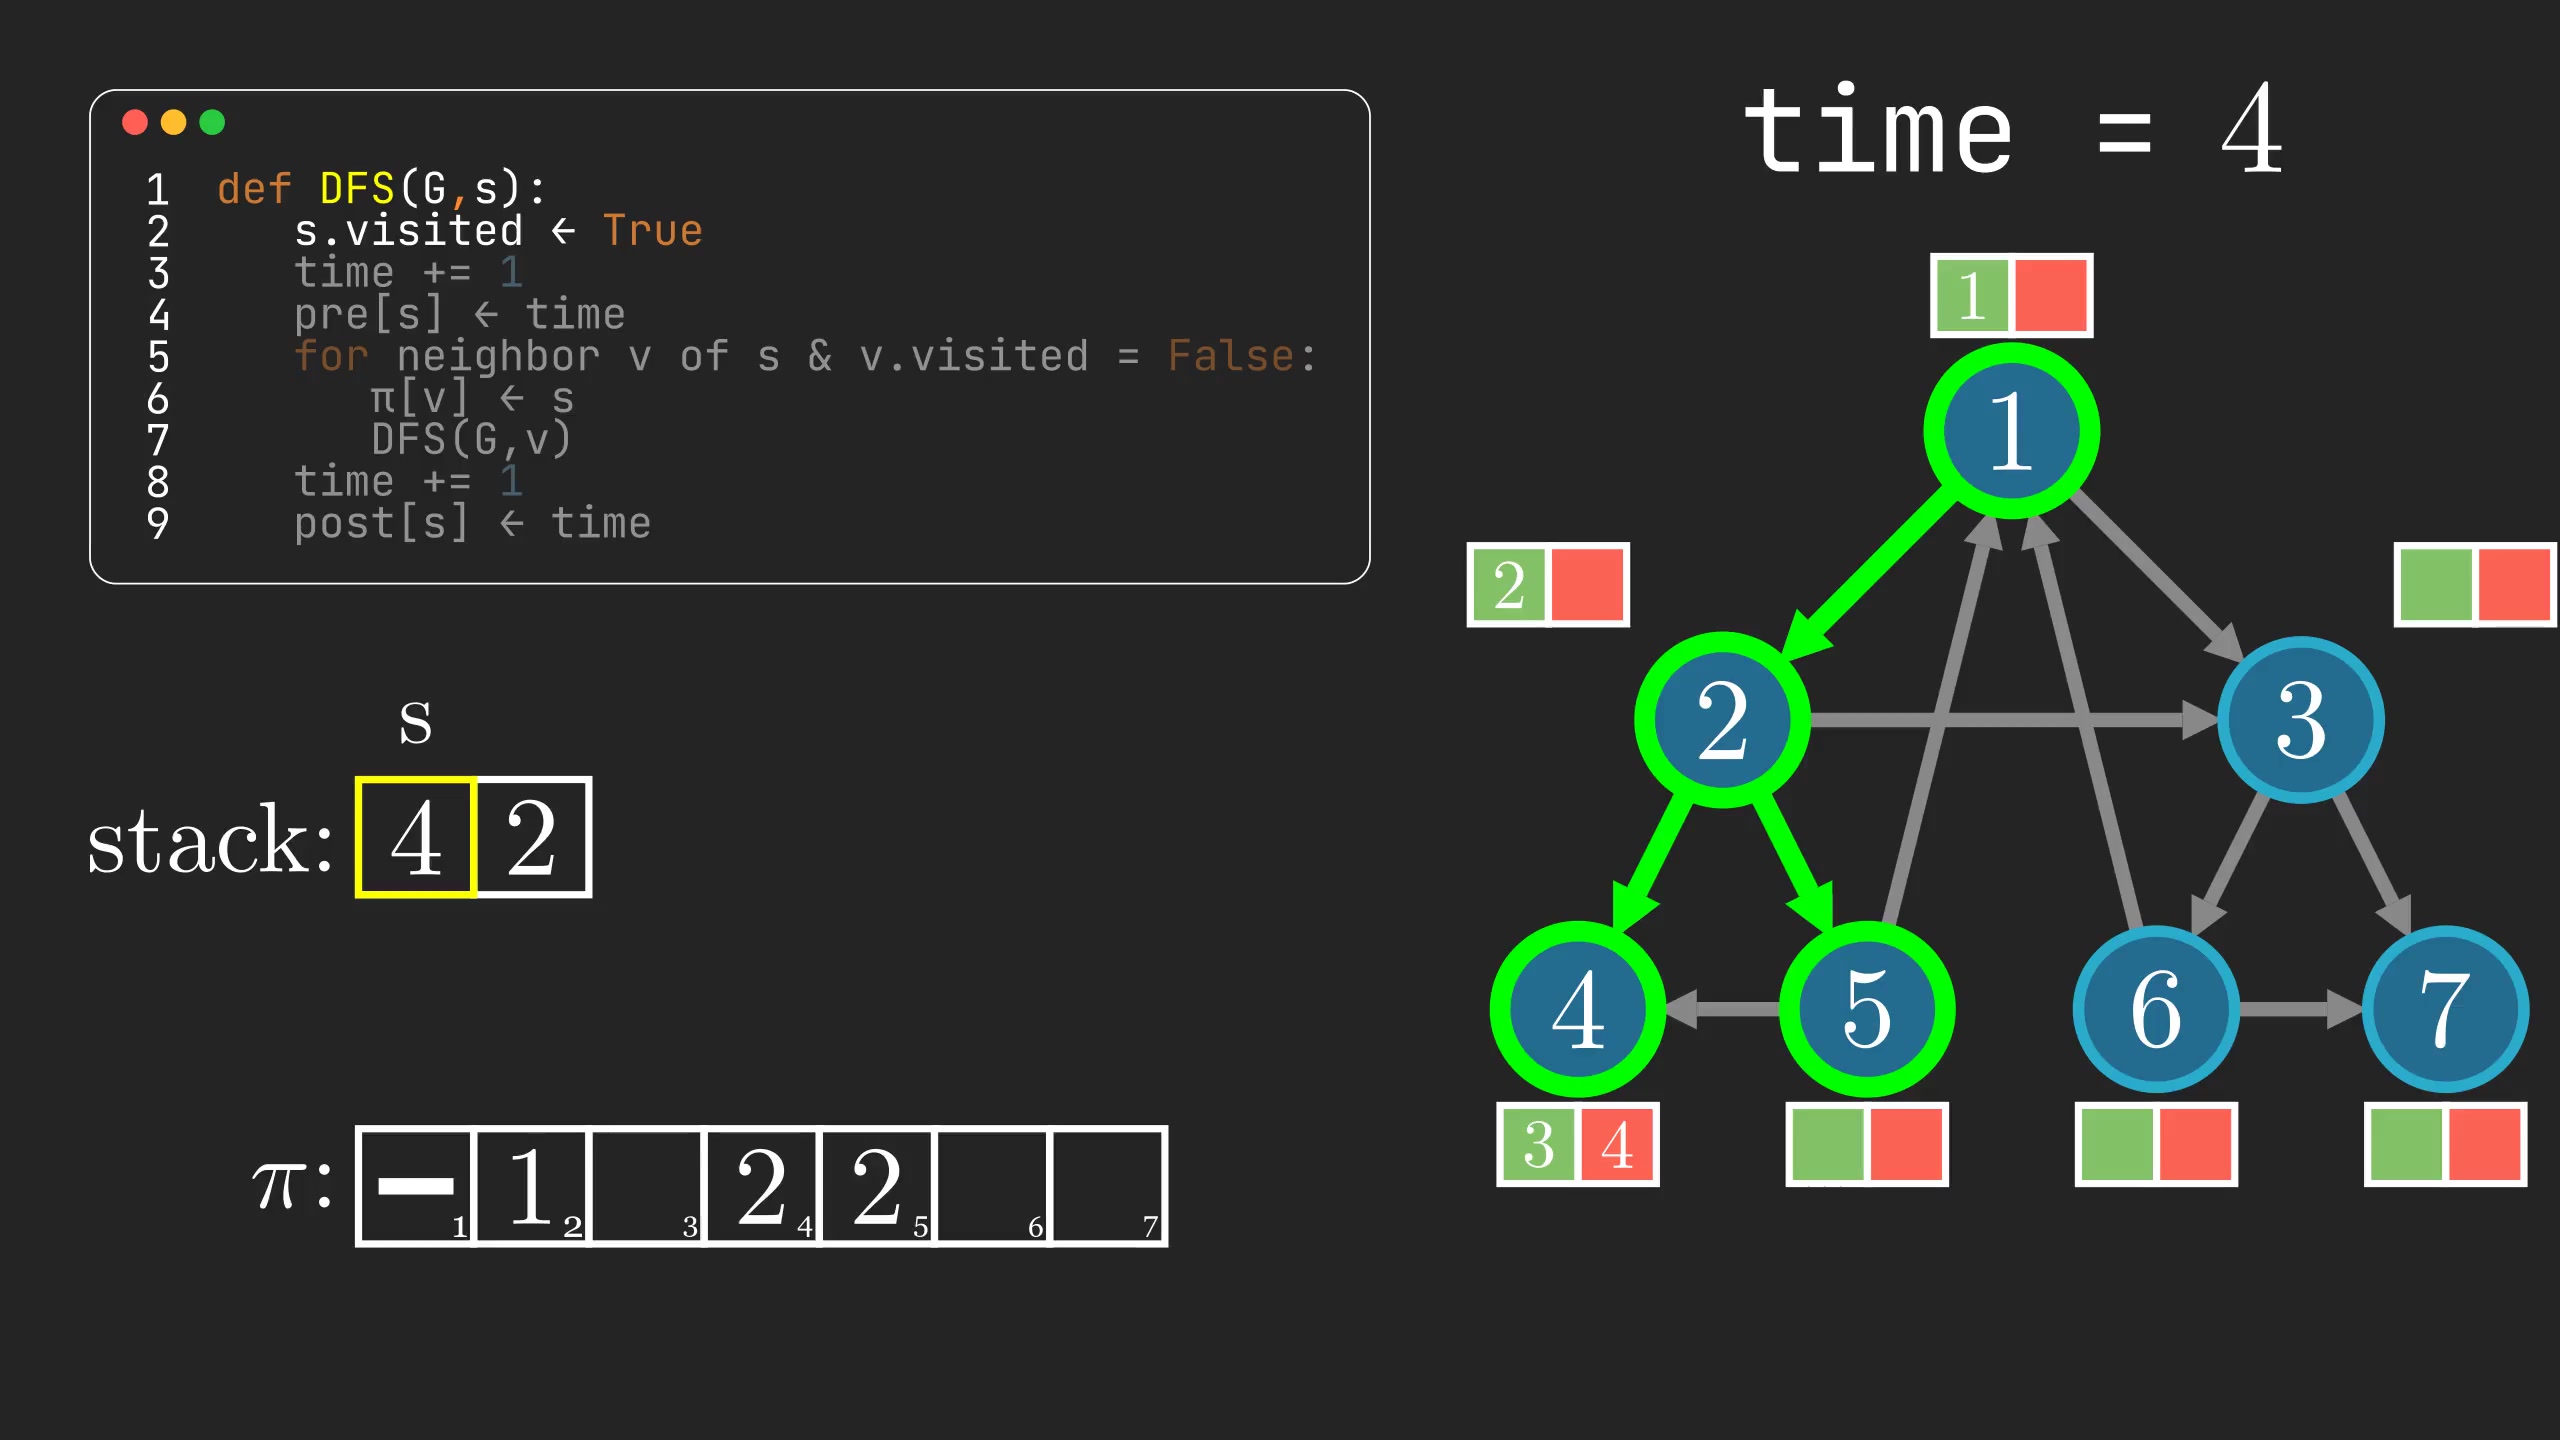 time = 4
1 def DFS(G,s):
2 s.visited ← True
3 time += 1
4 pre[s] ← time
5 for neighbor v of s & v.visited = False:
6 π[v] ← s
7 DFS(G,v)
8 time += 1
9 post[s] ← time
1
1
2
2
3
s
stack: 4 2
4
5
6
7
3 4
π: – 1 2 2
1 2 3 4 5 6 7